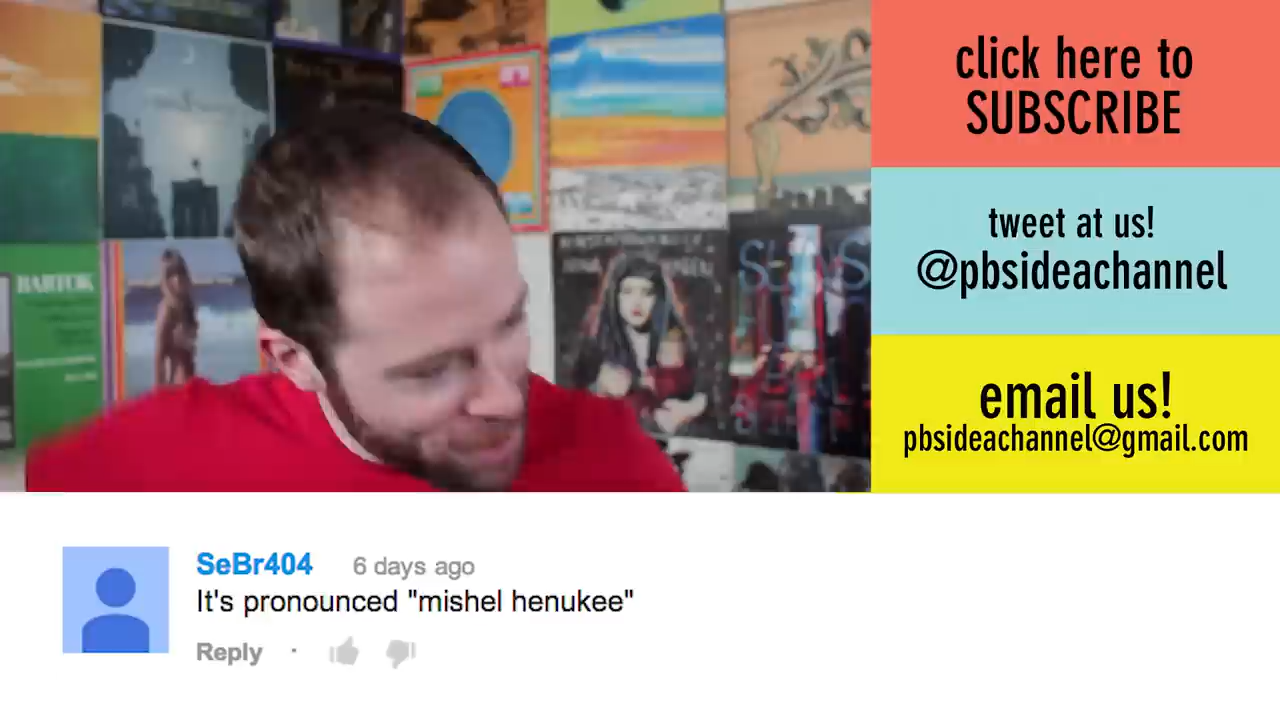 click here to
SUBSCRIBE
tweet at us!
@pbsideachannel
email us!
pbsideachannel@gmail.com
BARTOK
SeBr404 6 days ago
It's pronounced "mishel henukee"
Reply ·